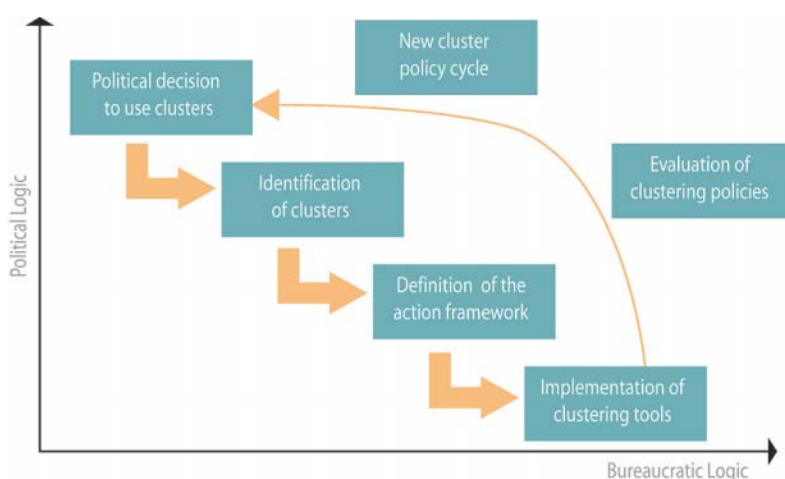 New cluster
policy cycle
Political decision
to use clusters
Evaluation of
clustering policies
Identification
of clusters
Definition of the
action framework
Implementation of
clustering tools
Political Logic
Bureaucratic Logic